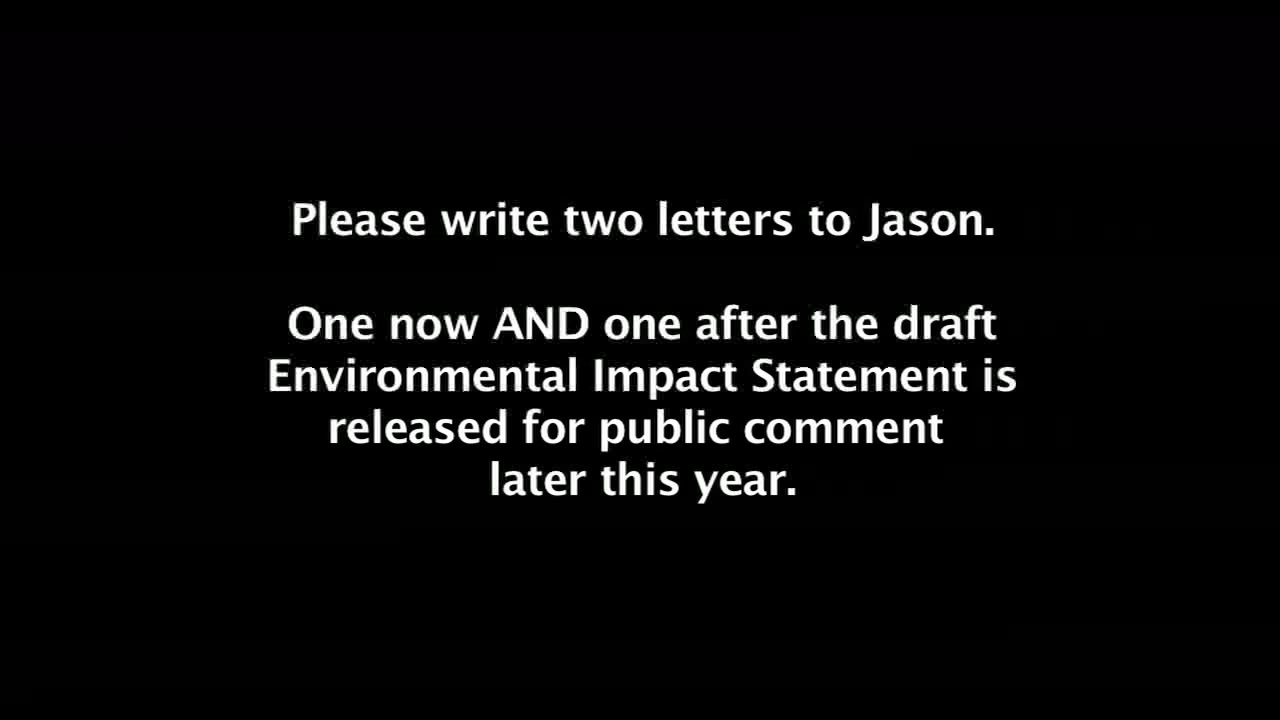 Please write two letters to Jason.
One now AND one after the draft
Environmental Impact Statement is
released for public comment
later this year.